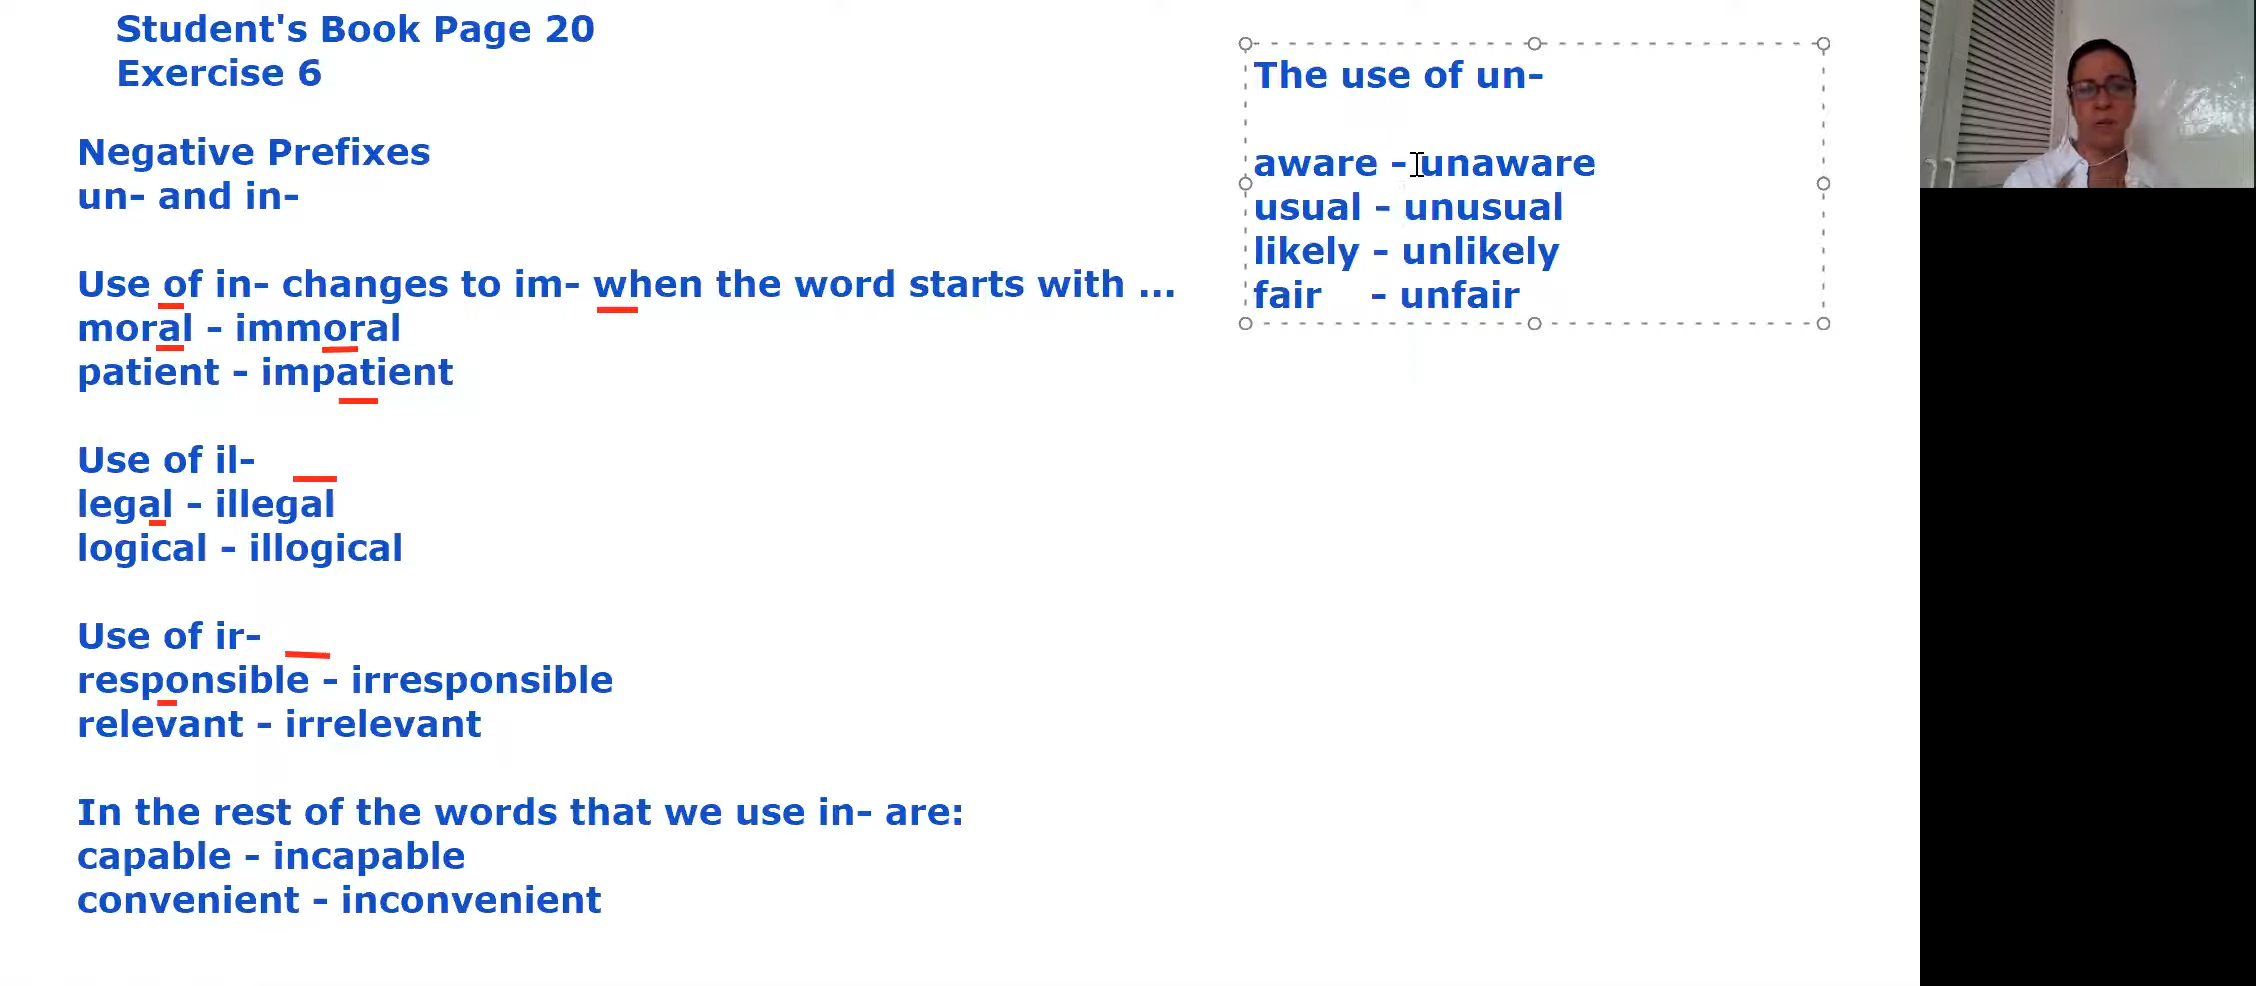 Student's Book Page 20
Exercise 6
Negative Prefixes
un- and in-
Use of in- changes to im- when the word starts with ...
moral - immoral
patient - impatient
Use of il-
legal - illegal
logical - illogical
Use of ir-
responsible - irresponsible
relevant - irrelevant
In the rest of the words that we use in- are:
capable - incapable
convenient - inconvenient
The use of un-
aware - unaware
usual - unusual
likely - unlikely
fair - unfair